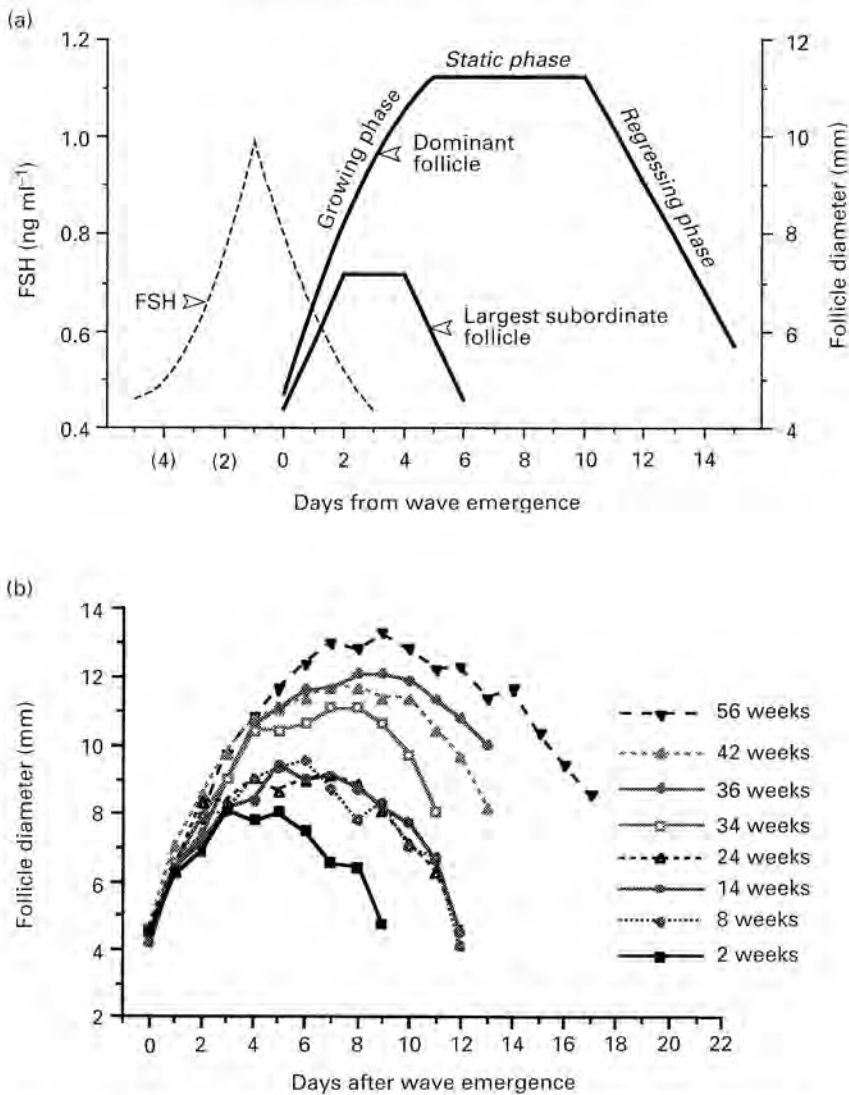 (a)
1.2
1.0
0.8
0.6
0.4
FSH (ng ml⁻¹)
12
10
8
6
4
Follicle diameter (mm)
Static phase
Growing phase
Dominant
follicle
Regressing phase
FSH
Largest subordinate
follicle
(4) (2) 0 2 4 6 8 10 12 14
Days from wave emergence
(b)
14
12
10
8
6
4
2
Follicle diameter (mm)
56 weeks
42 weeks
36 weeks
34 weeks
24 weeks
14 weeks
8 weeks
2 weeks
0 2 4 6 8 10 12 14 16 18 20 22
Days after wave emergence